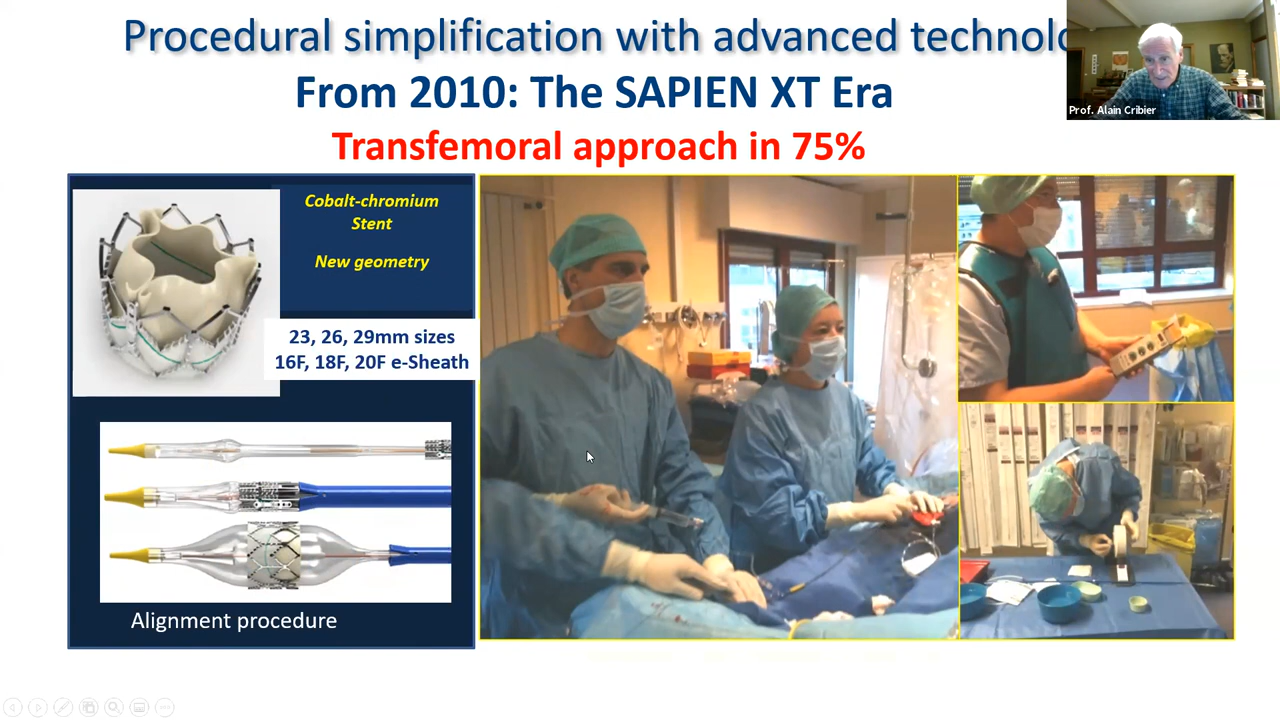 Procedural simplification with advanced technolo
From 2010: The SAPIEN XT Era
Transfemoral approach in 75%
Prof. Alain Cribier
Cobalt-chromium
Stent
New geometry
23, 26, 29mm sizes
16F, 18F, 20F e-Sheath
Alignment procedure